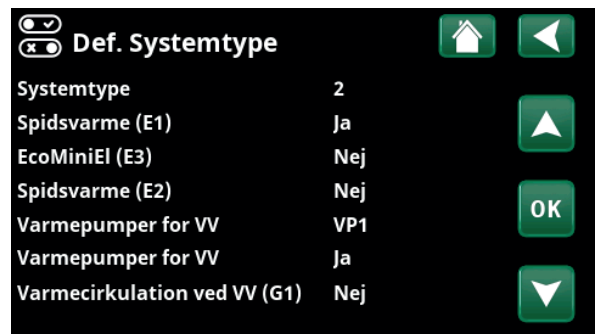 Def. Systemtype
Systemtype 2
Spidsvarme (E1) Ja
EcoMiniEl (E3) Nej
Spidsvarme (E2) Nej
Varmepumper for VV VP1
Varmepumper for VV Ja
Varmecirkulation ved VV (G1) Nej
OK